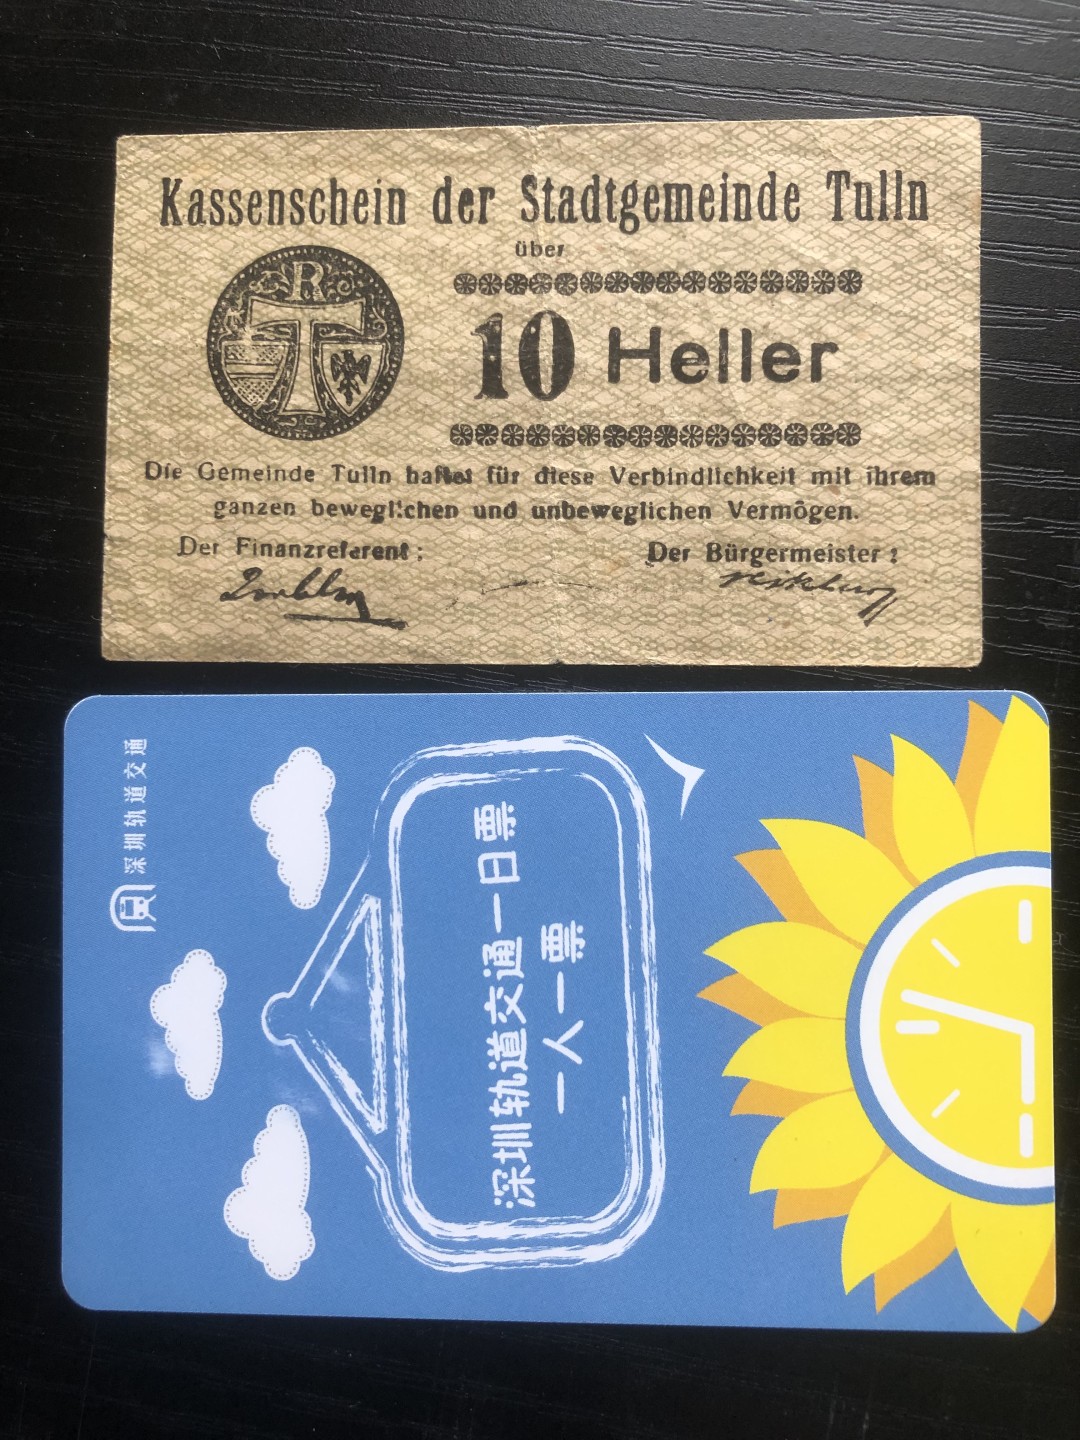 Kassenschein der Stadtgemeinde Tulln
über
R
T
10 Heller
Die Gemeinde Tulln haftet für diese Verbindlichkeit mit ihrem
ganzen beweglichen und unbeweglichen Vermögen.
Der Finanzreferent:
Der Bürgermeister:
深圳轨道交通
深圳轨道交通一日票
一人一票